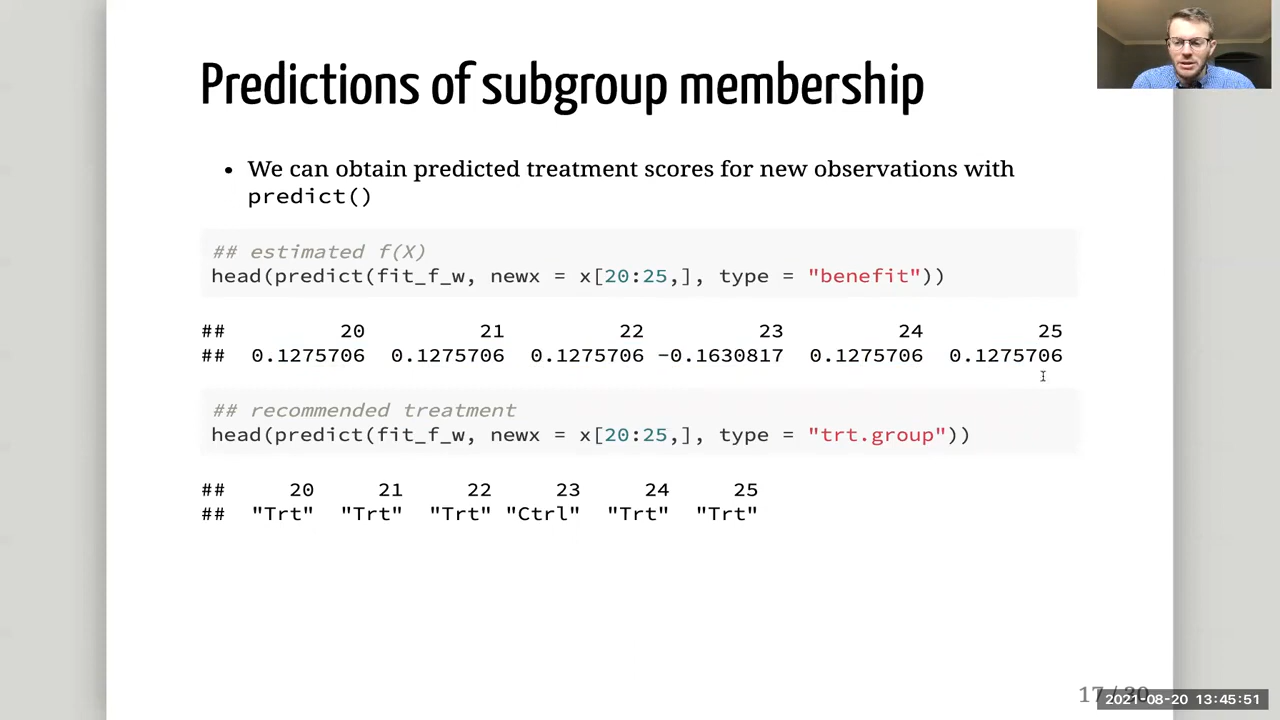 Predictions of subgroup membership
• We can obtain predicted treatment scores for new observations with
predict()
## estimated f(X)
head(predict(fit_f_w, newx = x[20:25,], type = "benefit"))
## 20 21 22 23 24 25
## 0.1275706 0.1275706 0.1275706 -0.1630817 0.1275706 0.1275706
## recommended treatment
head(predict(fit_f_w, newx = x[20:25,], type = "trt.group"))
## 20 21 22 23 24 25
## "Trt" "Trt" "Trt" "Ctrl" "Trt" "Trt"
17 / 20
2021-08-20 13:45:51